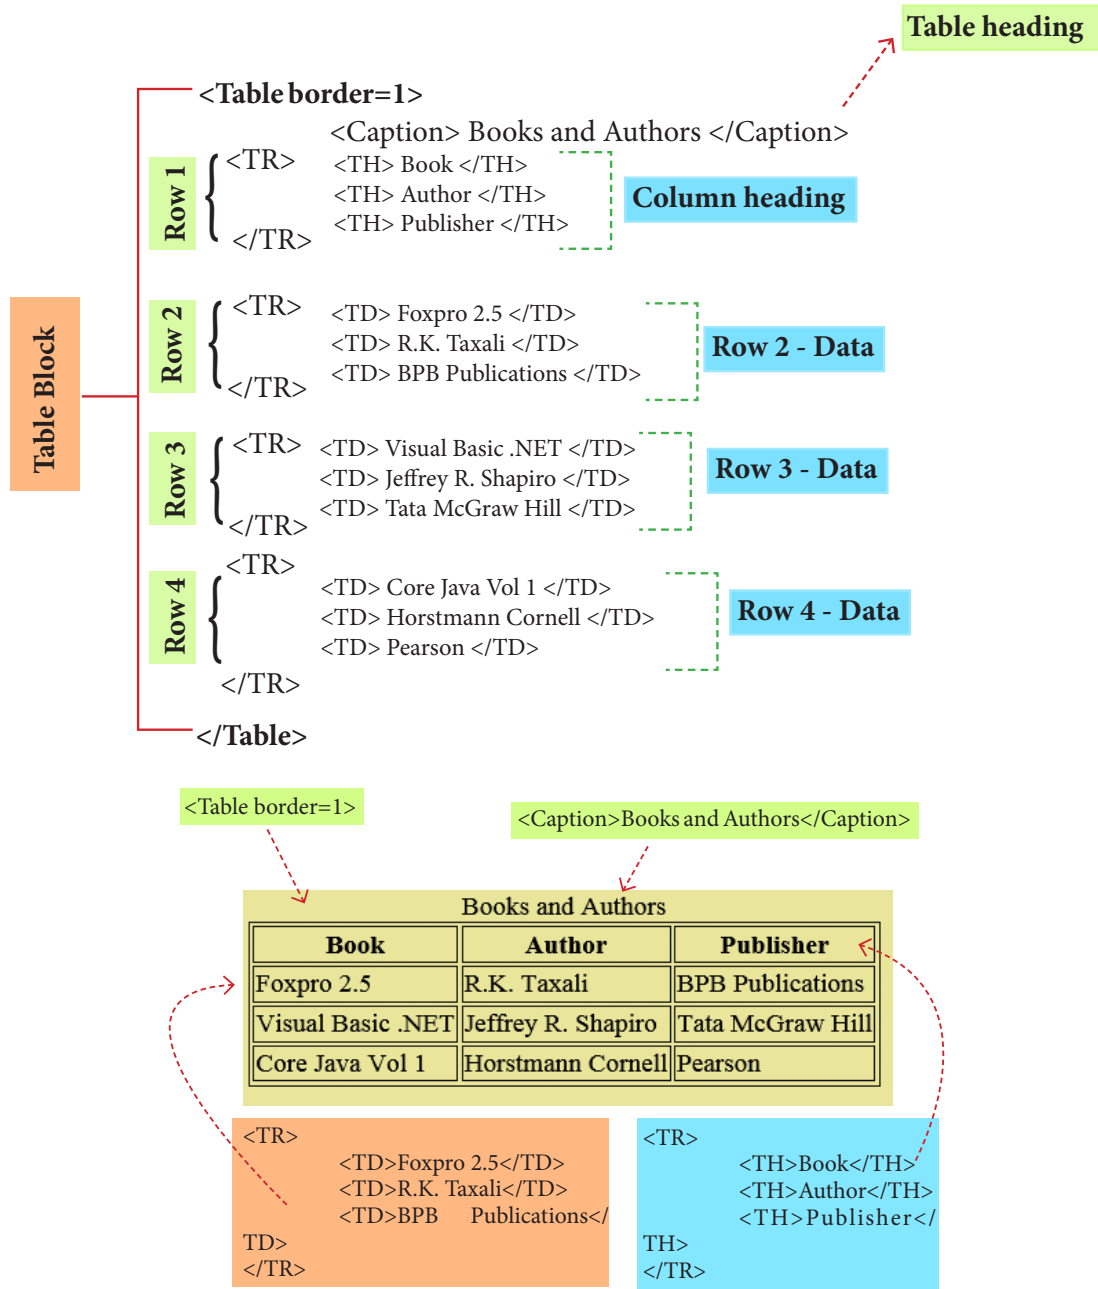 Table heading
<Table border=1>
<Caption> Books and Authors </Caption>
Row 1
<TR>
<TH> Book </TH>
<TH> Author </TH>
<TH> Publisher </TH>
</TR>
Column heading
Table Block
Row 2
<TR>
<TD> Foxpro 2.5 </TD>
<TD> R.K. Taxali </TD>
<TD> BPB Publications </TD>
</TR>
Row 2 - Data
Row 3
<TR>
<TD> Visual Basic .NET </TD>
<TD> Jeffrey R. Shapiro </TD>
<TD> Tata McGraw Hill </TD>
</TR>
Row 3 - Data
Row 4
<TR>
<TD> Core Java Vol 1 </TD>
<TD> Horstmann Cornell </TD>
<TD> Pearson </TD>
</TR>
Row 4 - Data
</Table>
<Table border=1>
<Caption>Books and Authors</Caption>
Books and Authors
Book Author Publisher
Foxpro 2.5 R.K. Taxali BPB Publications
Visual Basic .NET Jeffrey R. Shapiro Tata McGraw Hill
Core Java Vol 1 Horstmann Cornell Pearson
<TR>
<TD>Foxpro 2.5</TD>
<TD>R.K. Taxali</TD>
<TD>BPB Publications</
TD>
</TR>
<TR>
<TH>Book</TH>
<TH>Author</TH>
<TH>Publisher</
TH>
</TR>